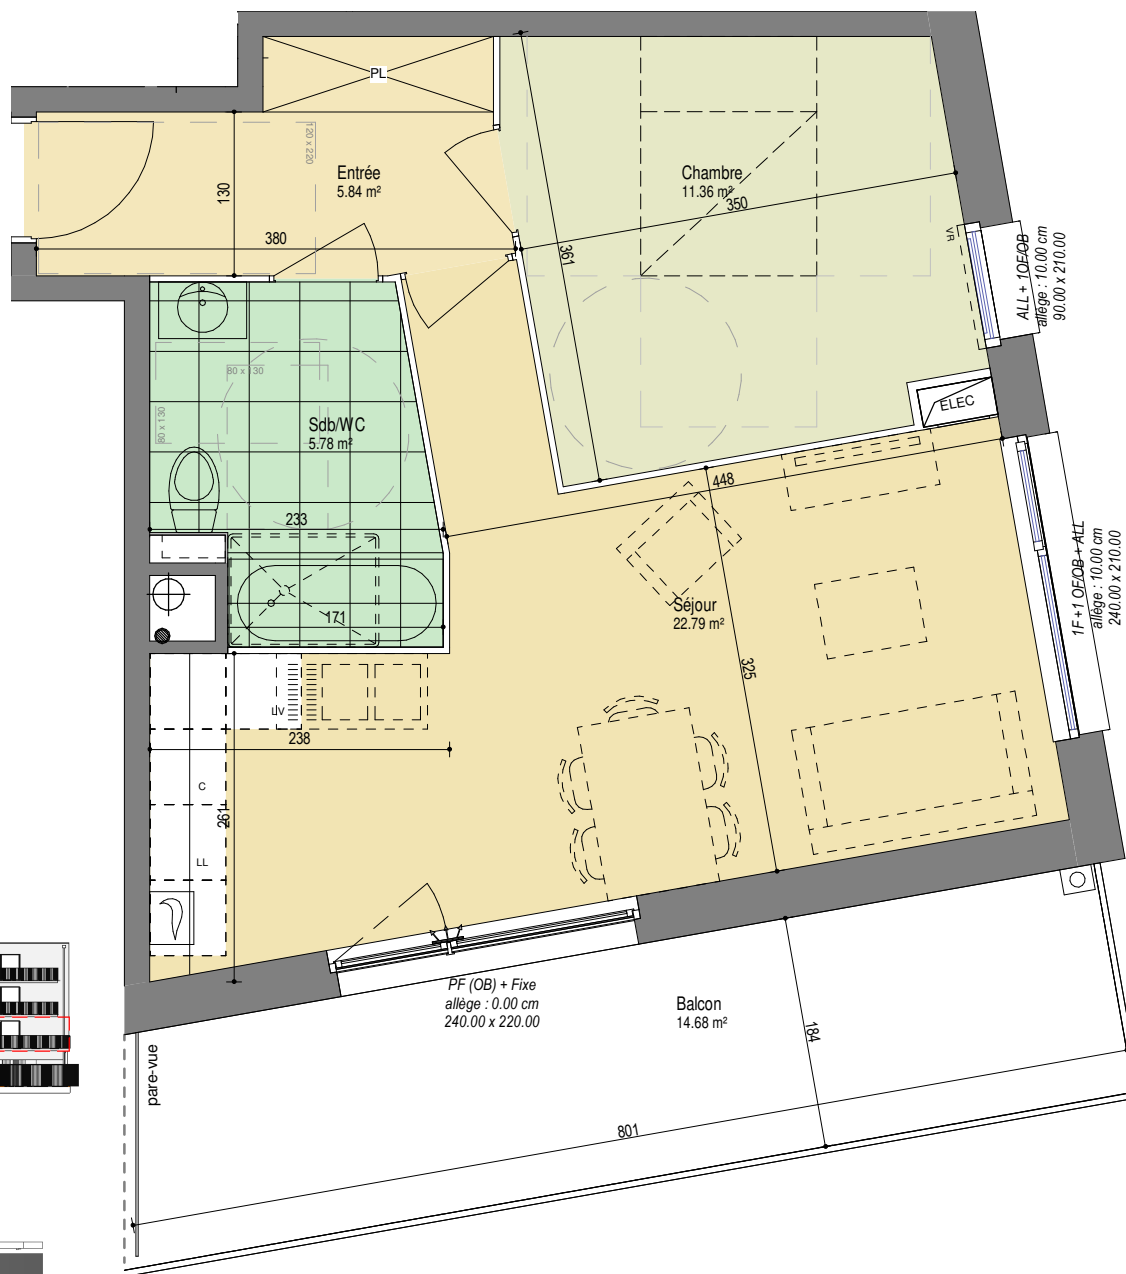 PL
120 x 220
Entrée
5.84 m²
130
380
Chambre
11.36 m²
350
361
VR
ALL + 1OF/OB
allège : 10.00 cm
90.00 x 210.00
ELEC
80 x 130
80 x 130
Sdb/WC
5.78 m²
233
171
448
Séjour
22.79 m²
325
1F+1 OF/OB + ALL
allège : 10.00 cm
240.00 x 210.00
LV
238
C
261
LL
PF (OB) + Fixe
allège : 0.00 cm
240.00 x 220.00
Balcon
14.68 m²
184
pare-vue
801